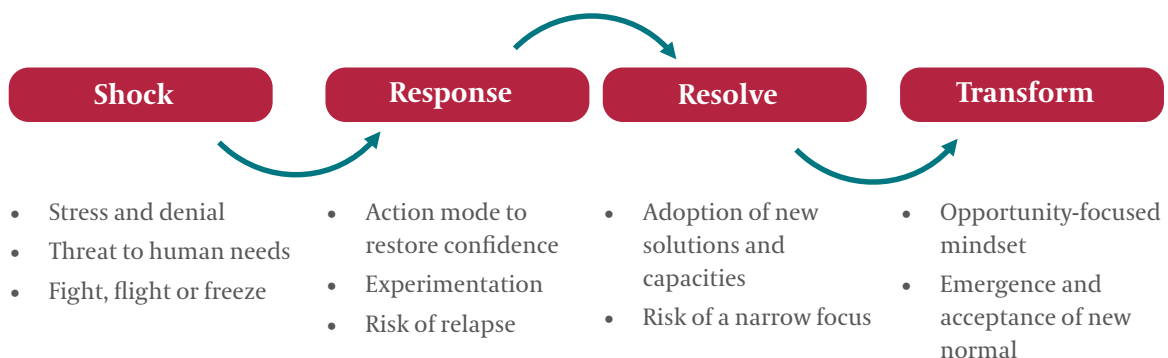 Shock
Response
Resolve
Transform
• Stress and denial
• Threat to human needs
• Fight, flight or freeze
• Action mode to
restore confidence
• Experimentation
• Risk of relapse
• Adoption of new
solutions and
capacities
• Risk of a narrow focus
• Opportunity-focused
mindset
• Emergence and
acceptance of new
normal